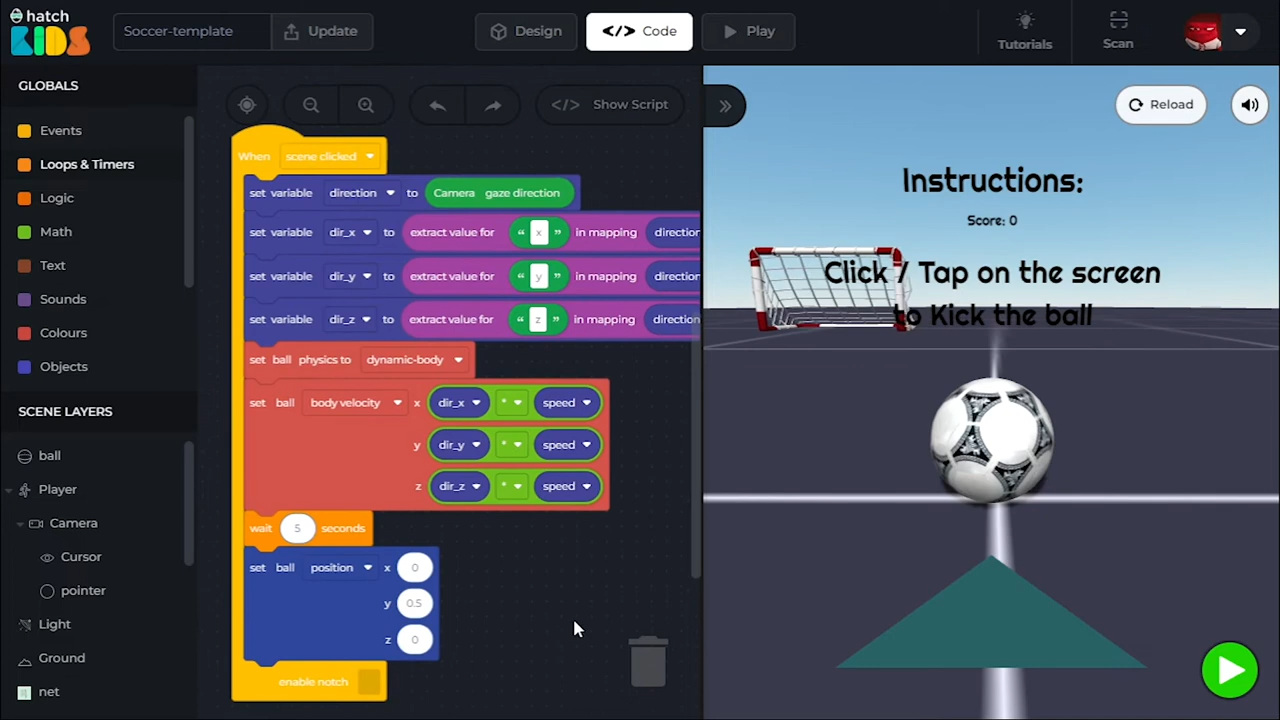 hatch
KIDS
Soccer-template
Update
Design
</> Code
Play
Tutorials
Scan
GLOBALS
Events
Loops & Timers
Logic
Math
Text
Sounds
Colours
Objects
SCENE LAYERS
ball
Player
Camera
Cursor
pointer
Light
Ground
net
</> Show Script
When scene clicked
set variable direction to Camera gaze direction
set variable dir_x to extract value for “ x ” in mapping direction
set variable dir_y to extract value for “ y ” in mapping direction
set variable dir_z to extract value for “ z ” in mapping direction
set ball physics to dynamic-body
set ball body velocity x dir_x * speed
y dir_y * speed
z dir_z * speed
wait 5 seconds
set ball position x 0
y 0.5
z 0
enable notch
Reload
Instructions:
Score: 0
Click / Tap on the screen
to Kick the ball